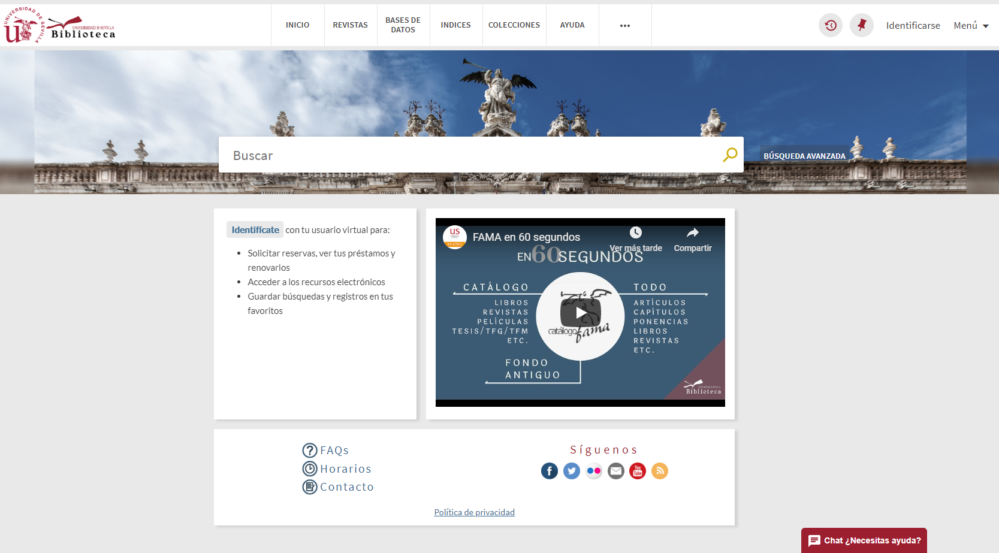 UNIVERSIDAD DE SEVILLA
UNIVERSIDAD D SEVILLA
Biblioteca
INICIO
REVISTAS
BASES DE
DATOS
INDICES
COLECCIONES
AYUDA
Identificarse
Menú
Buscar
BÚSQUEDA AVANZADA
Identifícate con tu usuario virtual para:
Solicitar reservas, ver tus préstamos y
renovarlos
Acceder a los recursos electrónicos
Guardar búsquedas y registros en tus
favoritos
US
BIBLIOTECA
FAMA en 60 segundos
Ver más tarde
Compartir
EN 60 SEGUNDOS
CATÁLOGO
LIBROS
REVISTAS
PELÍCULAS
TESIS/TFG/TFM
ETC.
catálogo fama
TODO
ARTÍCULOS
CAPÍTULOS
PONENCIAS
LIBROS
REVISTAS
ETC.
FONDO
ANTIGUO
Biblioteca
FAQs
Horarios
Contacto
Síguenos
You
Tube
Política de privacidad
Chat ¿Necesitas ayuda?